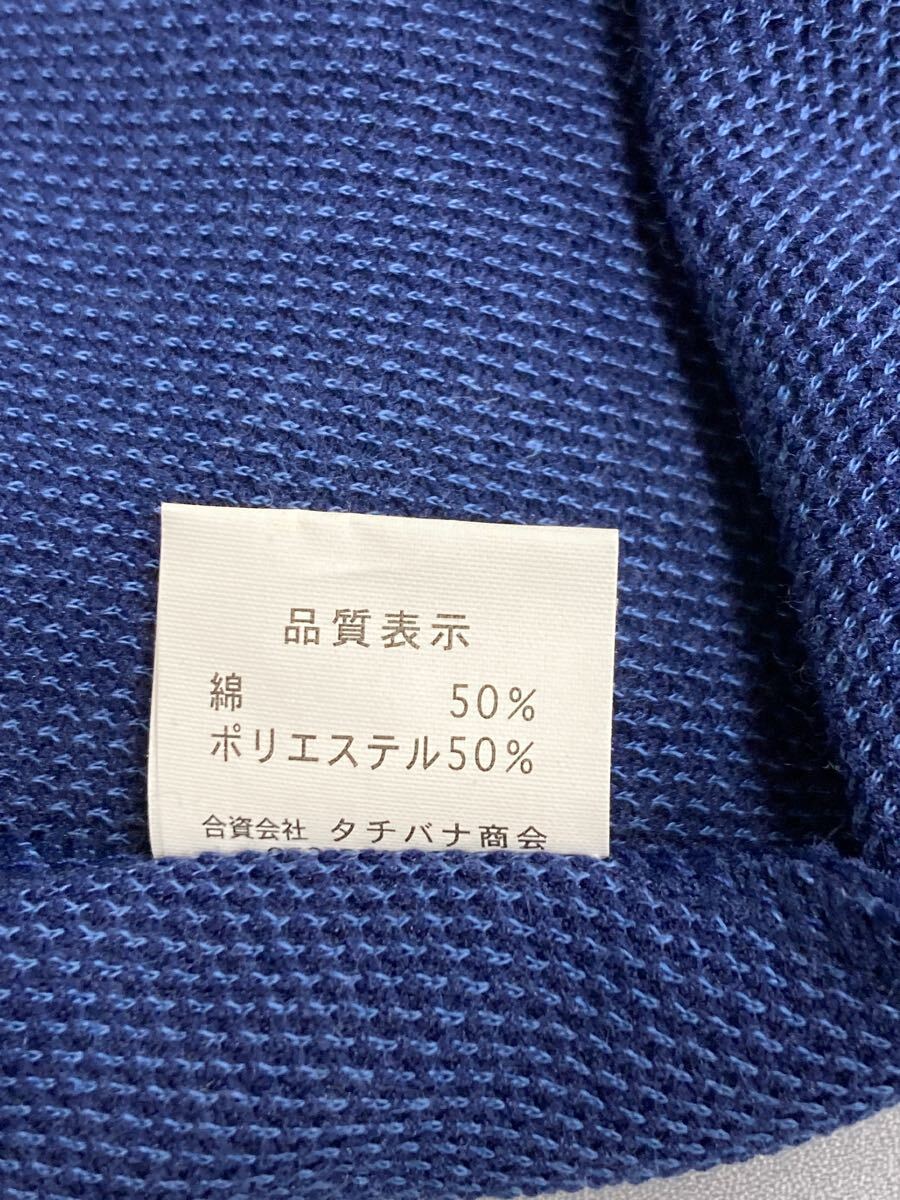 品質表示
綿 50%
ポリエステル50%
合資会社 タチバナ商会